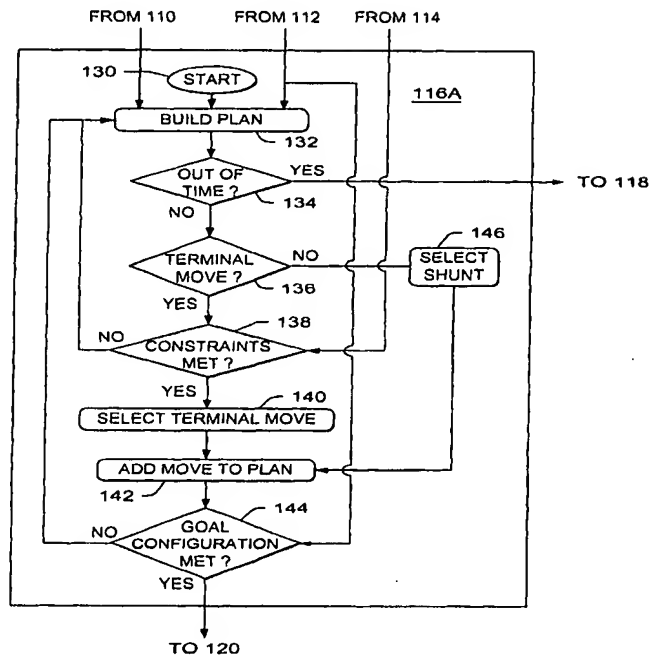 FROM 110 FROM 112 FROM 114
130 START
116A
BUILD PLAN
132
OUT OF
TIME ?
YES
TO 118
134
NO
TERMINAL
MOVE ?
NO
136
146
SELECT
SHUNT
YES
138
NO
CONSTRAINTS
MET ?
YES
140
SELECT TERMINAL MOVE
ADD MOVE TO PLAN
142
144
NO
GOAL
CONFIGURATION
MET ?
YES
TO 120